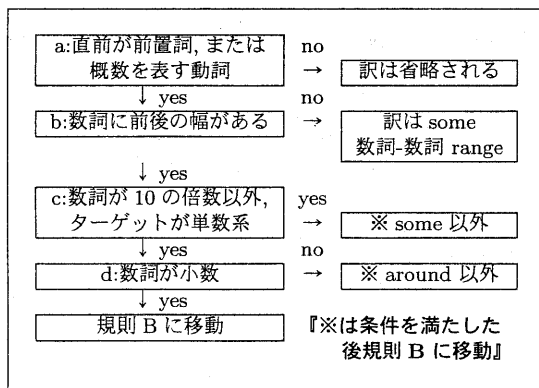 a:直前が前置詞, または
概数を表す動詞
no
→
訳は省略される
↓ yes
b:数詞に前後の幅がある
no
→
訳は some
数詞-数詞 range
↓ yes
c:数詞が 10 の倍数以外,
ターゲットが単数系
yes
→
※ some 以外
↓ yes
d:数詞が小数
no
→
※ around 以外
↓ yes
規則 B に移動
『※は条件を満たした
後規則 B に移動』